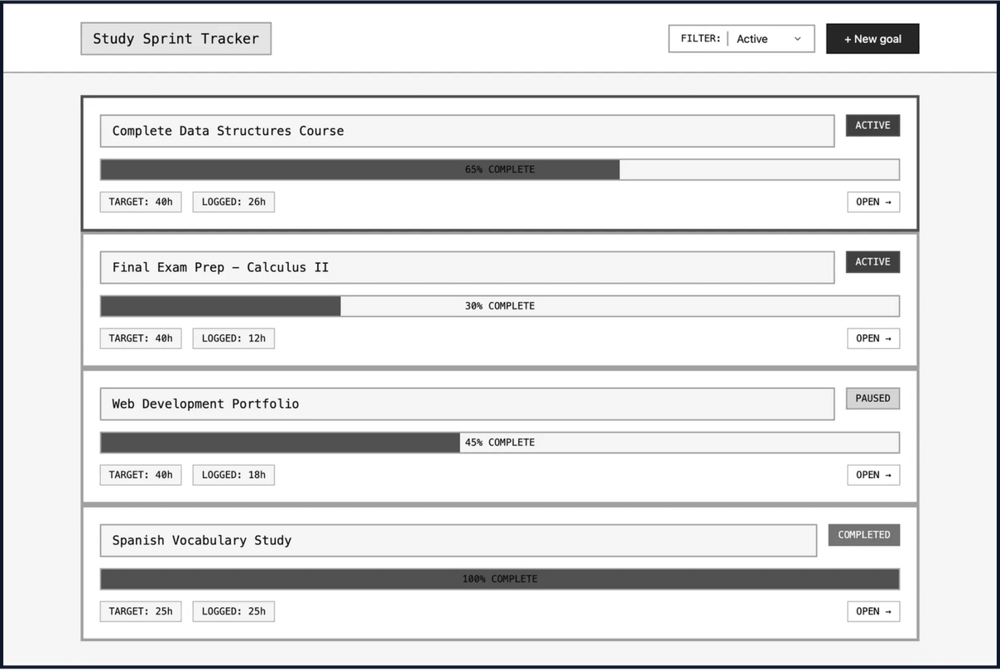 Study Sprint Tracker
FILTER: Active
+ New goal
Complete Data Structures Course
ACTIVE
65% COMPLETE
TARGET: 40h
LOGGED: 26h
OPEN →
Final Exam Prep – Calculus II
ACTIVE
30% COMPLETE
TARGET: 40h
LOGGED: 12h
OPEN →
Web Development Portfolio
PAUSED
45% COMPLETE
TARGET: 40h
LOGGED: 18h
OPEN →
Spanish Vocabulary Study
COMPLETED
100% COMPLETE
TARGET: 25h
LOGGED: 25h
OPEN →